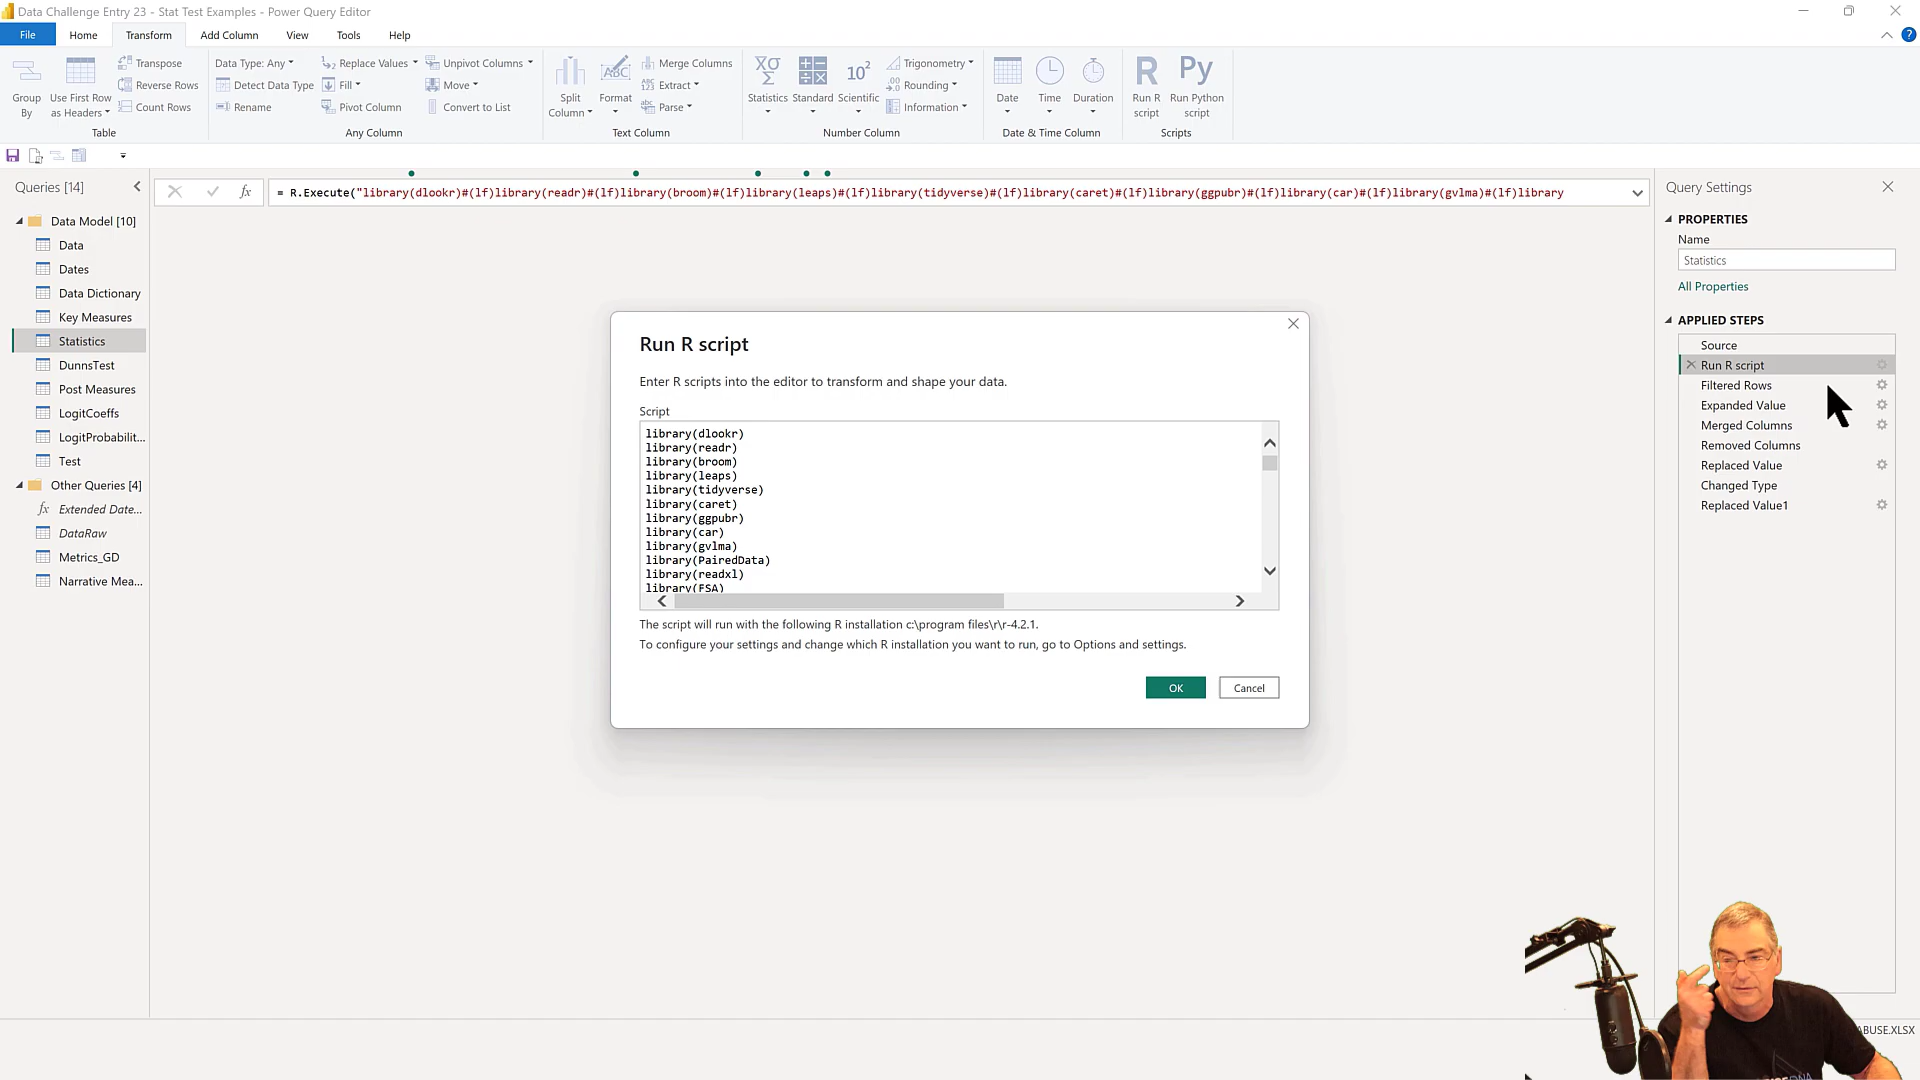 Data Challenge Entry 23 - Stat Test Examples - Power Query Editor
File Home Transform Add Column View Tools Help
Group By
Use First Row as Headers
Transpose
Reverse Rows
Count Rows
Table
Data Type: Any
Detect Data Type
Rename
Replace Values
Fill
Pivot Column
Unpivot Columns
Move
Convert to List
Any Column
Split Column
Format
Merge Columns
Extract
Parse
Text Column
Statistics
Standard
Scientific
Trigonometry
Rounding
Information
Number Column
Date
Time
Duration
Date & Time Column
Run R script
Run Python script
Scripts
Queries [14]
= R.Execute("library(dlookr)#(lf)library(readr)#(lf)library(broom)#(lf)library(leaps)#(lf)library(tidyverse)#(lf)library(caret)#(lf)library(ggpubr)#(lf)library(car)#(lf)library(gvlma)#(lf)library
Data Model [10]
Data
Dates
Data Dictionary
Key Measures
Statistics
DunnsTest
Post Measures
LogitCoeffs
LogitProbabilit...
Test
Other Queries [4]
Extended Date...
DataRaw
Metrics_GD
Narrative Mea...
Run R script
Enter R scripts into the editor to transform and shape your data.
Script
library(dlookr)
library(readr)
library(broom)
library(leaps)
library(tidyverse)
library(caret)
library(ggpubr)
library(car)
library(gvlma)
library(PairedData)
library(readxl)
library(FSA)
The script will run with the following R installation c:\program files\r\r-4.2.1.
To configure your settings and change which R installation you want to run, go to Options and settings.
OK
Cancel
Query Settings
PROPERTIES
Name
Statistics
All Properties
APPLIED STEPS
Source
Run R script
Filtered Rows
Expanded Value
Merged Columns
Removed Columns
Replaced Value
Changed Type
Replaced Value1
ABUSE.XLSX